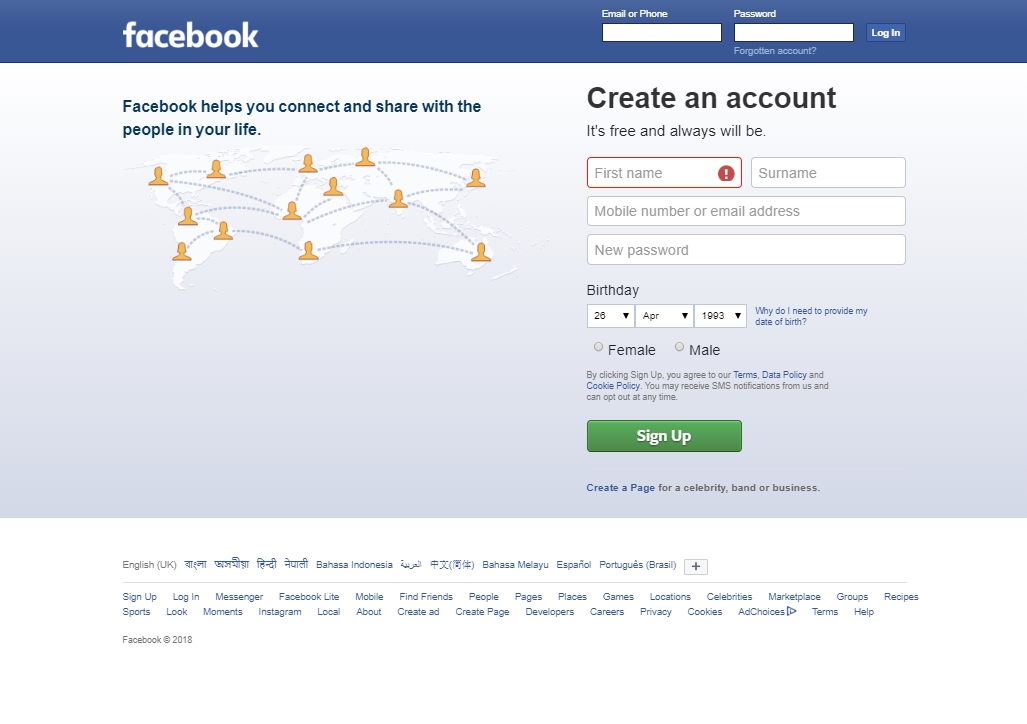 facebook
Email or Phone
Password
Log In
Forgotten account?
Facebook helps you connect and share with the
people in your life.
Create an account
It's free and always will be.
First name
Surname
Mobile number or email address
New password
Birthday
26 Apr 1993
Why do I need to provide my
date of birth?
Female Male
By clicking Sign Up, you agree to our Terms, Data Policy and
Cookie Policy. You may receive SMS notifications from us and
can opt out at any time.
Sign Up
Create a Page for a celebrity, band or business.
English (UK) বাংলা অসমীয়া हिन्दी नेपाली Bahasa Indonesia العربية 中文(简体) Bahasa Melayu Español Português (Brasil) +
Sign Up Log In Messenger Facebook Lite Mobile Find Friends People Pages Places Games Locations Celebrities Marketplace Groups Recipes
Sports Look Moments Instagram Local About Create ad Create Page Developers Careers Privacy Cookies AdChoices Terms Help
Facebook © 2018